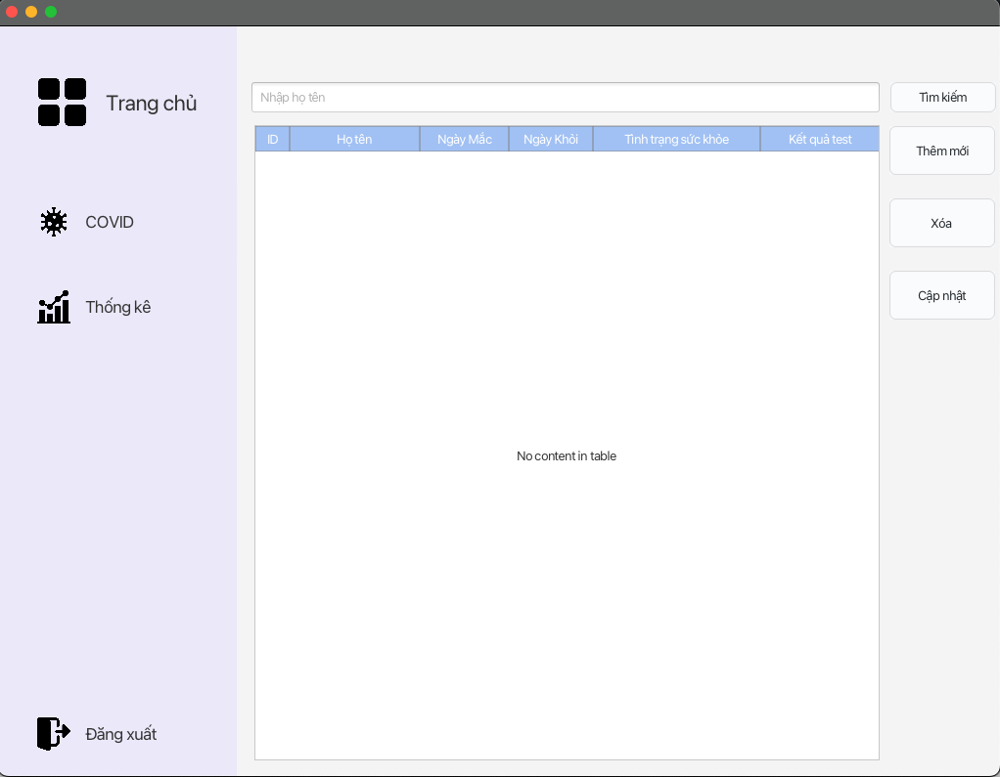 Trang chủ
COVID
Thống kê
Đăng xuất
Nhập họ tên
Tìm kiếm
ID Họ tên Ngày Mắc Ngày Khỏi Tình trạng sức khỏe Kết quả test
No content in table
Thêm mới
Xóa
Cập nhật